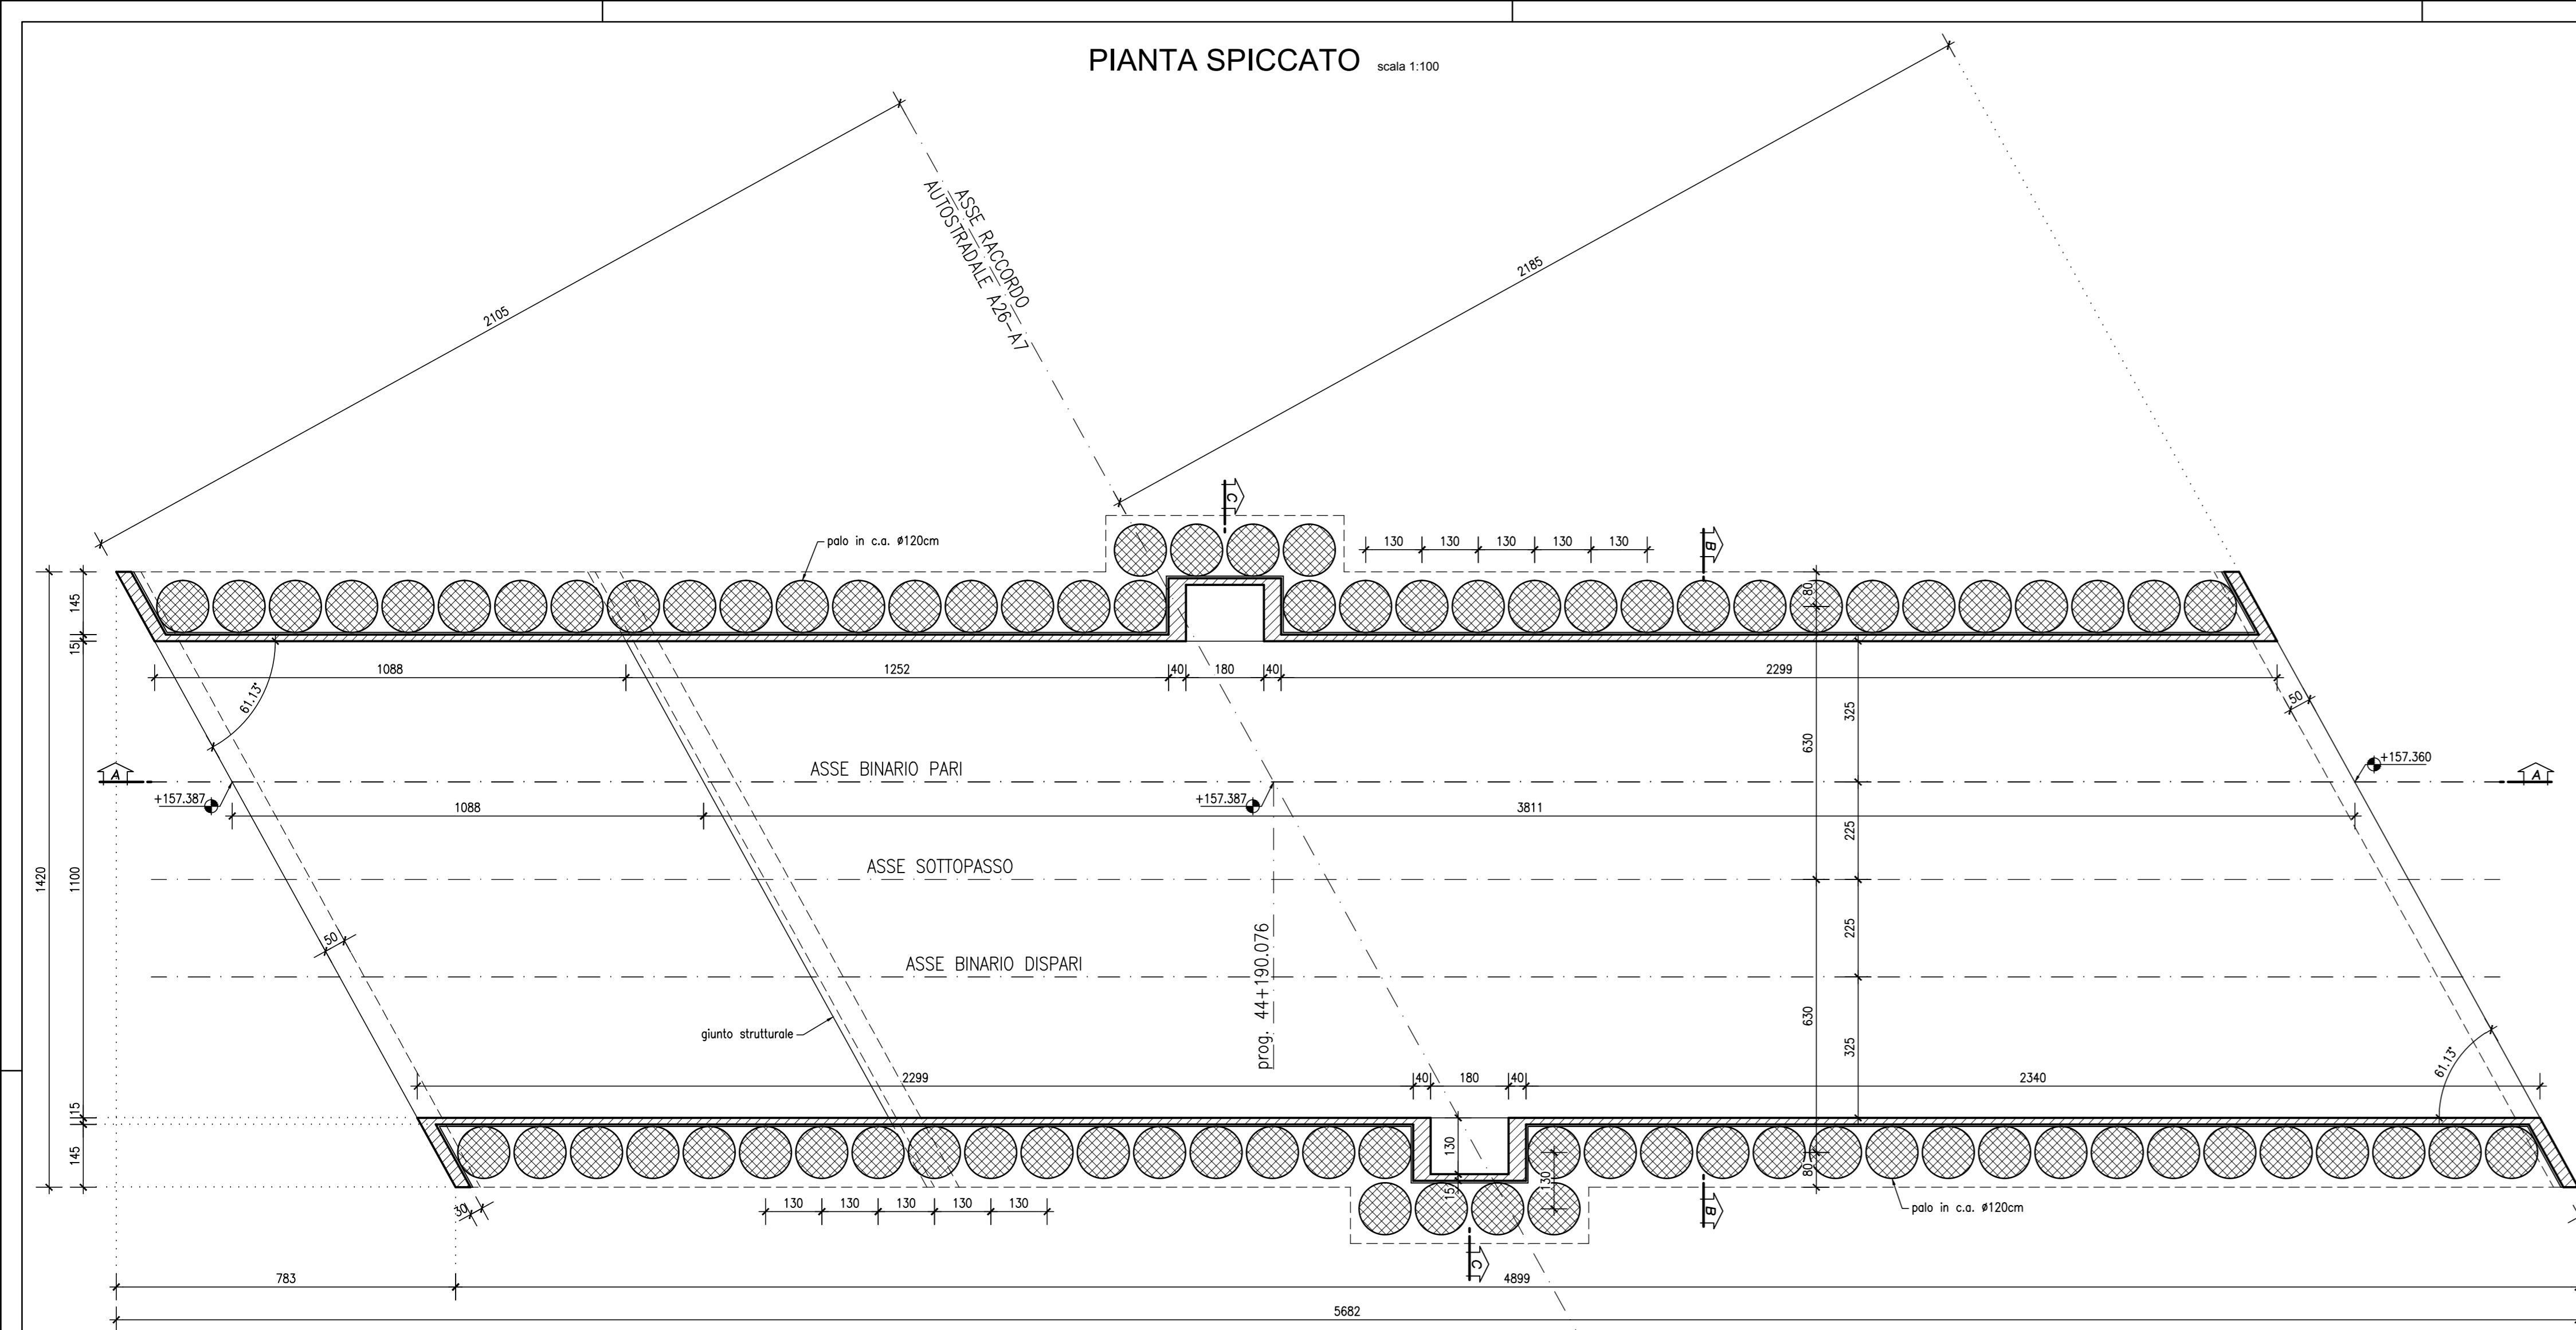 PIANTA SPICCATO scala 1:100
2105
2185
ASSE RACCORDO
AUTOSTRADALE A26-A7
C
palo in c.a. ø120cm
130 130 130 130 130
B
145
80
15
1088 1252 40 180 40 2299
61.13°
50
325
630
ASSE BINARIO PARI
A
A
+157.387
+157.387
+157.360
1088
3811
225
1420
1100
ASSE SOTTOPASSO
50
225
ASSE BINARIO DISPARI
prog. 44+190.076
giunto strutturale
630
325
61.13°
2299 40 180 40 2340
15
130
145
130
80
15
30
130 130 130 130 130
B
palo in c.a. ø120cm
C
783
4899
5682